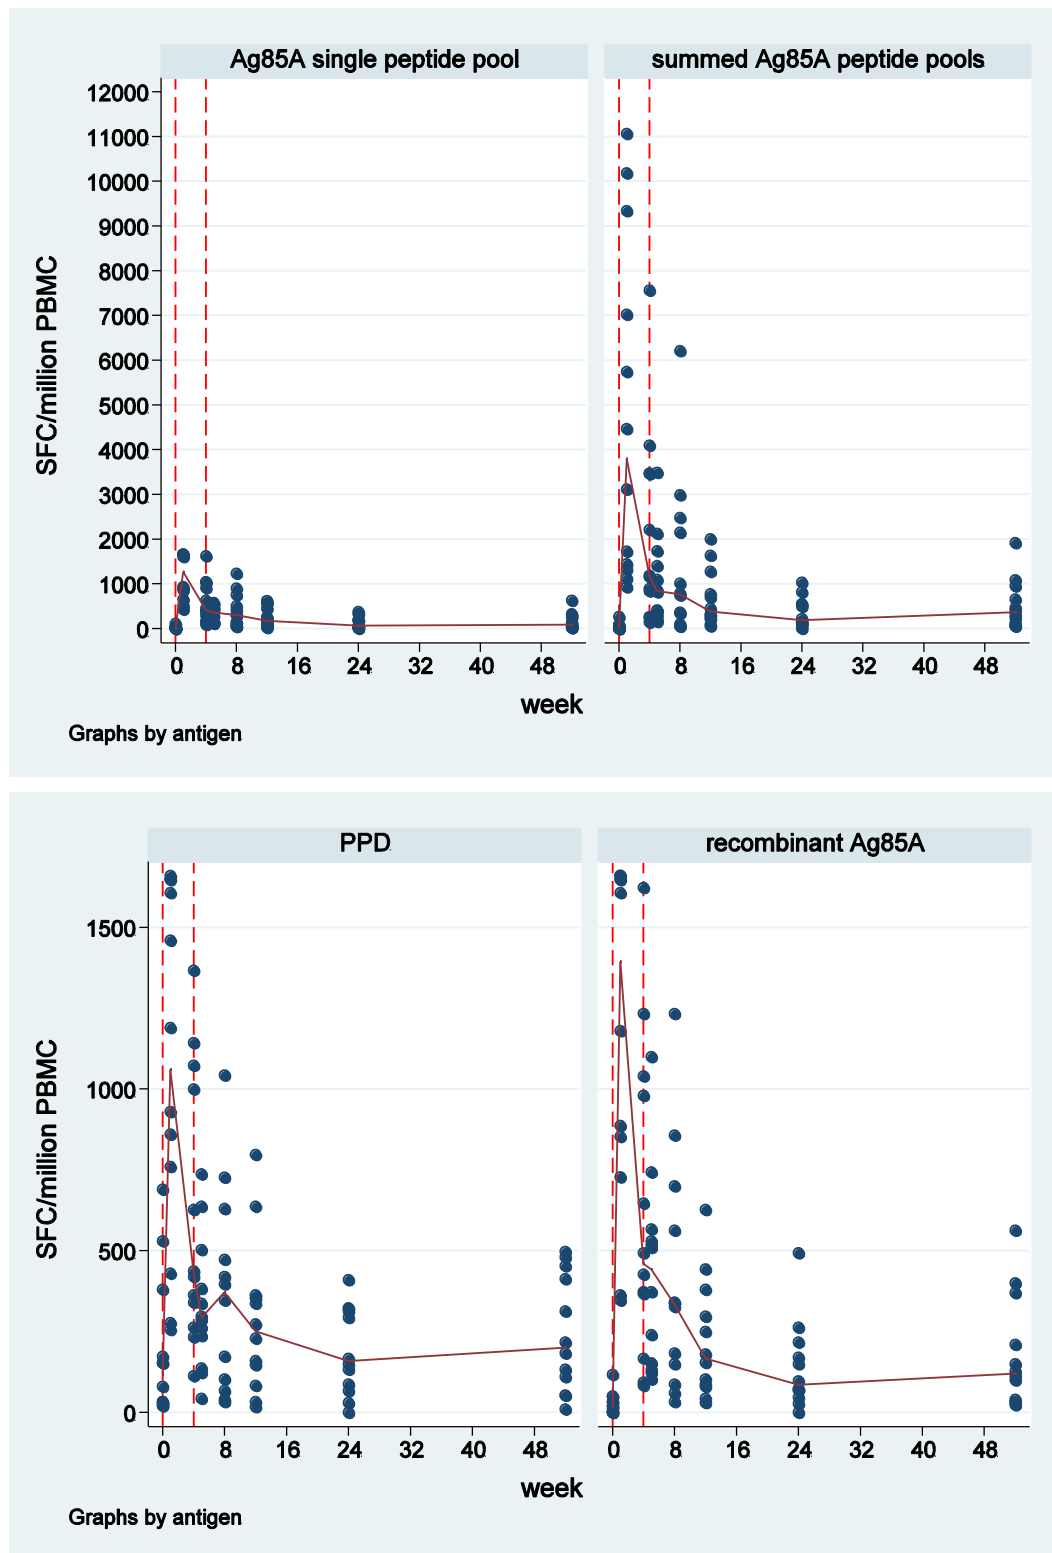 Ag85A single peptide pool
summed Ag85A peptide pools
12000
11000
10000
9000
8000
7000
6000
5000
4000
3000
2000
1000
0
SFC/million PBMC
0 8 16 24 32 40 48
0 8 16 24 32 40 48
week
Graphs by antigen
PPD
recombinant Ag85A
1500
1000
500
0
SFC/million PBMC
0 8 16 24 32 40 48
0 8 16 24 32 40 48
week
Graphs by antigen